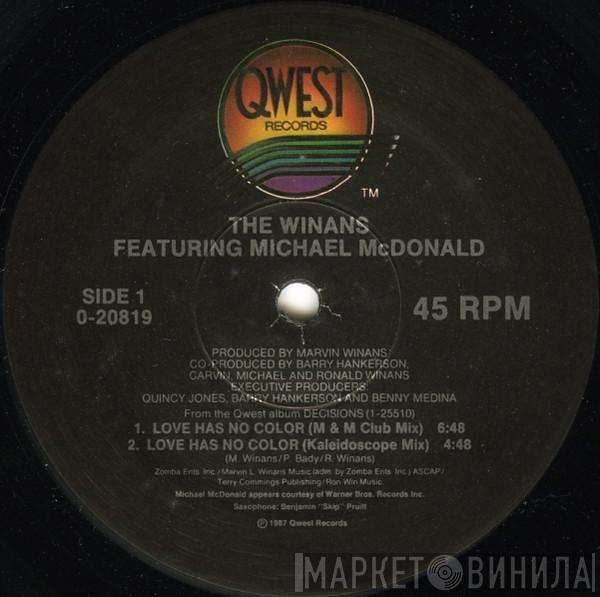 QWEST
RECORDS
TM
THE WINANS
FEATURING MICHAEL McDONALD
SIDE 1
0-20819
45 RPM
PRODUCED BY MARVIN WINANS
CO-PRODUCED BY BARRY HANKERSON,
CARVIN, MICHAEL AND RONALD WINANS
EXECUTIVE PRODUCERS
QUINCY JONES, BARRY HANKERSON AND BENNY MEDINA
From the Qwest album DECISIONS (1-25510)
1. LOVE HAS NO COLOR (M & M Club Mix) 6:48
2. LOVE HAS NO COLOR (Kaleidoscope Mix) 4:48
(M. Winans/P. Bady/R. Winans)
Zomba Ents. Inc./Marvin L. Winans Music (adm. by Zomba Ents. Inc.) ASCAP/
Terry Commings Publishing/Ron Win Music
Michael McDonald appears courtesy of Warner Bros. Records Inc.
Saxophone: Benjamin "Skip" Pruitt
℗ 1987 Qwest Records
МАРКЕТ ВИНИЛА